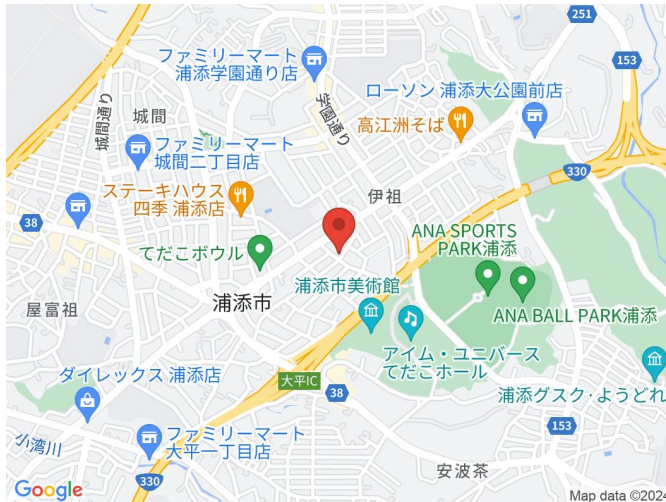 251
153
ファミリーマート
浦添学園通り店
ローソン 浦添大公園前店
城間通り
城間
学園通り
高江洲そば
ファミリーマート
城間二丁目店
330
ステーキハウス
四季 浦添店
伊祖
38
てだこボウル
ANA SPORTS
PARK浦添
浦添市美術館
浦添市
屋富祖
ANA BALL PARK浦添
アイム・ユニバース
てだこホール
ダイレックス 浦添店
大平IC
38
浦添グスク・ようどれ
小湾川
ファミリーマート
大平一丁目店
153
330
安波茶
Google
Map data ©2024